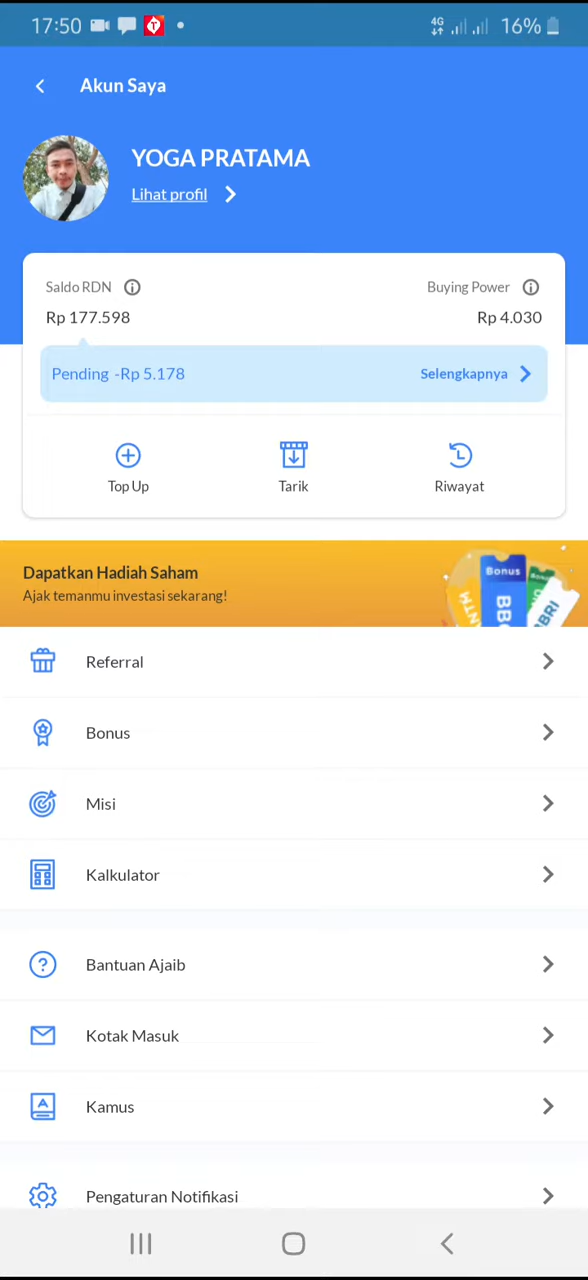 17:50 4G 16%
Akun Saya
YOGA PRATAMA
Lihat profil
Saldo RDN Buying Power
Rp 177.598 Rp 4.030
Pending -Rp 5.178 Selengkapnya
Top Up Tarik Riwayat
Dapatkan Hadiah Saham
Ajak temanmu investasi sekarang!
Bonus
Referral
Bonus
Misi
Kalkulator
Bantuan Ajaib
Kotak Masuk
Kamus
Pengaturan Notifikasi